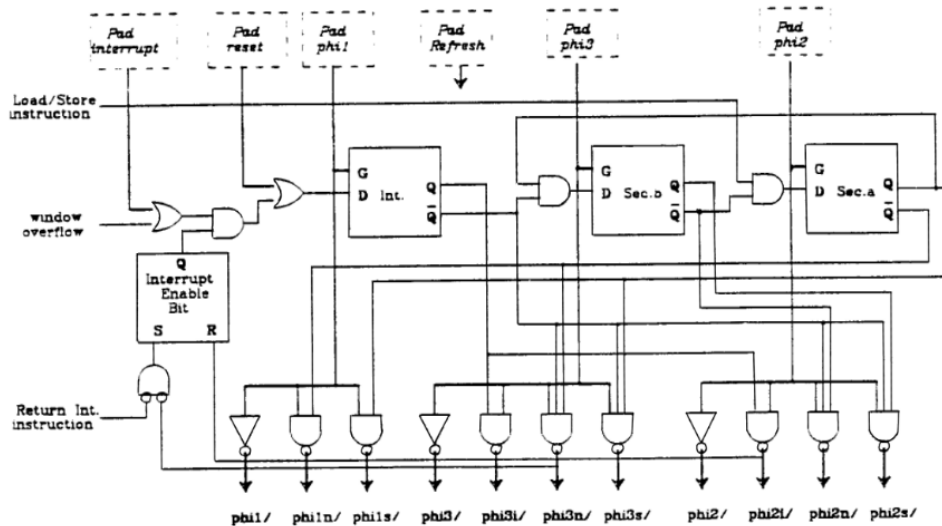 Pad
interrupt
Pad
reset
Pad
phi1
Pad
Refresh
Pad
phi3
Pad
phi2
Load/Store
instruction
G
D Int. Q
Q
G
D Sec.b Q
Q
G
D Sec.a Q
Q
window
overflow
Q
Interrupt
Enable
Bit
S R
Return Int.
instruction
phi1/ phi1n/ phi1s/ phi3/ phi3i/ phi3n/ phi3s/ phi2/ phi2i/ phi2n/ phi2s/